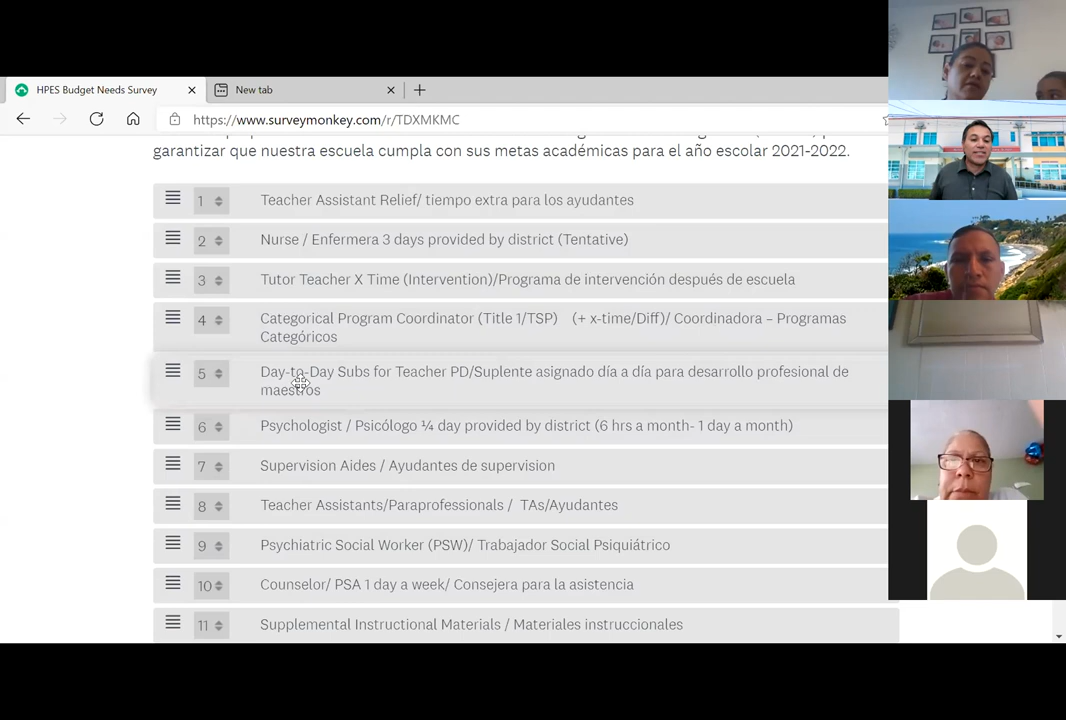 HPES Budget Needs Survey
New tab
https://www.surveymonkey.com/r/TDXMKMC
garantizar que nuestra escuela cumpla con sus metas académicas para el año escolar 2021-2022.
1 Teacher Assistant Relief/ tiempo extra para los ayudantes
2 Nurse / Enfermera 3 days provided by district (Tentative)
3 Tutor Teacher X Time (Intervention)/Programa de intervención después de escuela
4 Categorical Program Coordinator (Title 1/TSP) (+ x-time/Diff)/ Coordinadora – Programas
Categóricos
5 Day-to-Day Subs for Teacher PD/Suplente asignado día a día para desarrollo profesional de
maestros
6 Psychologist / Psicólogo ¼ day provided by district (6 hrs a month- 1 day a month)
7 Supervision Aides / Ayudantes de supervision
8 Teacher Assistants/Paraprofessionals / TAs/Ayudantes
9 Psychiatric Social Worker (PSW)/ Trabajador Social Psiquiátrico
10 Counselor/ PSA 1 day a week/ Consejera para la asistencia
11 Supplemental Instructional Materials / Materiales instruccionales